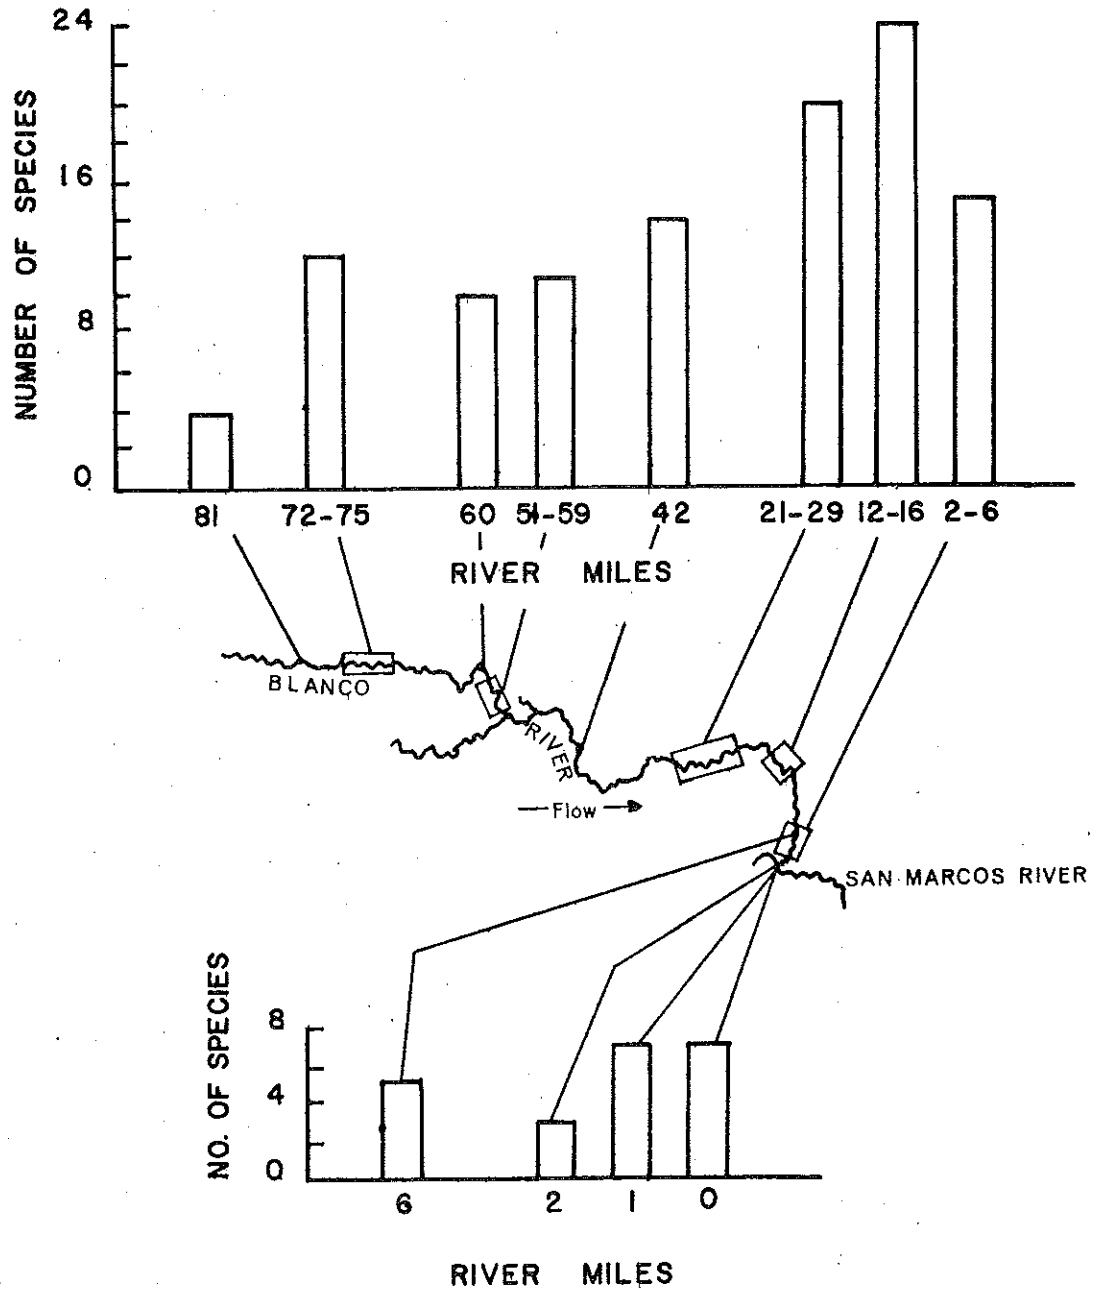 24
16
8
0
NUMBER OF SPECIES
81 72-75 60 51-59 42 21-29 12-16 2-6
RIVER MILES
BLANCO
RIVER
Flow
SAN MARCOS RIVER
NO. OF SPECIES
8
4
0
6 2 1 0
RIVER MILES